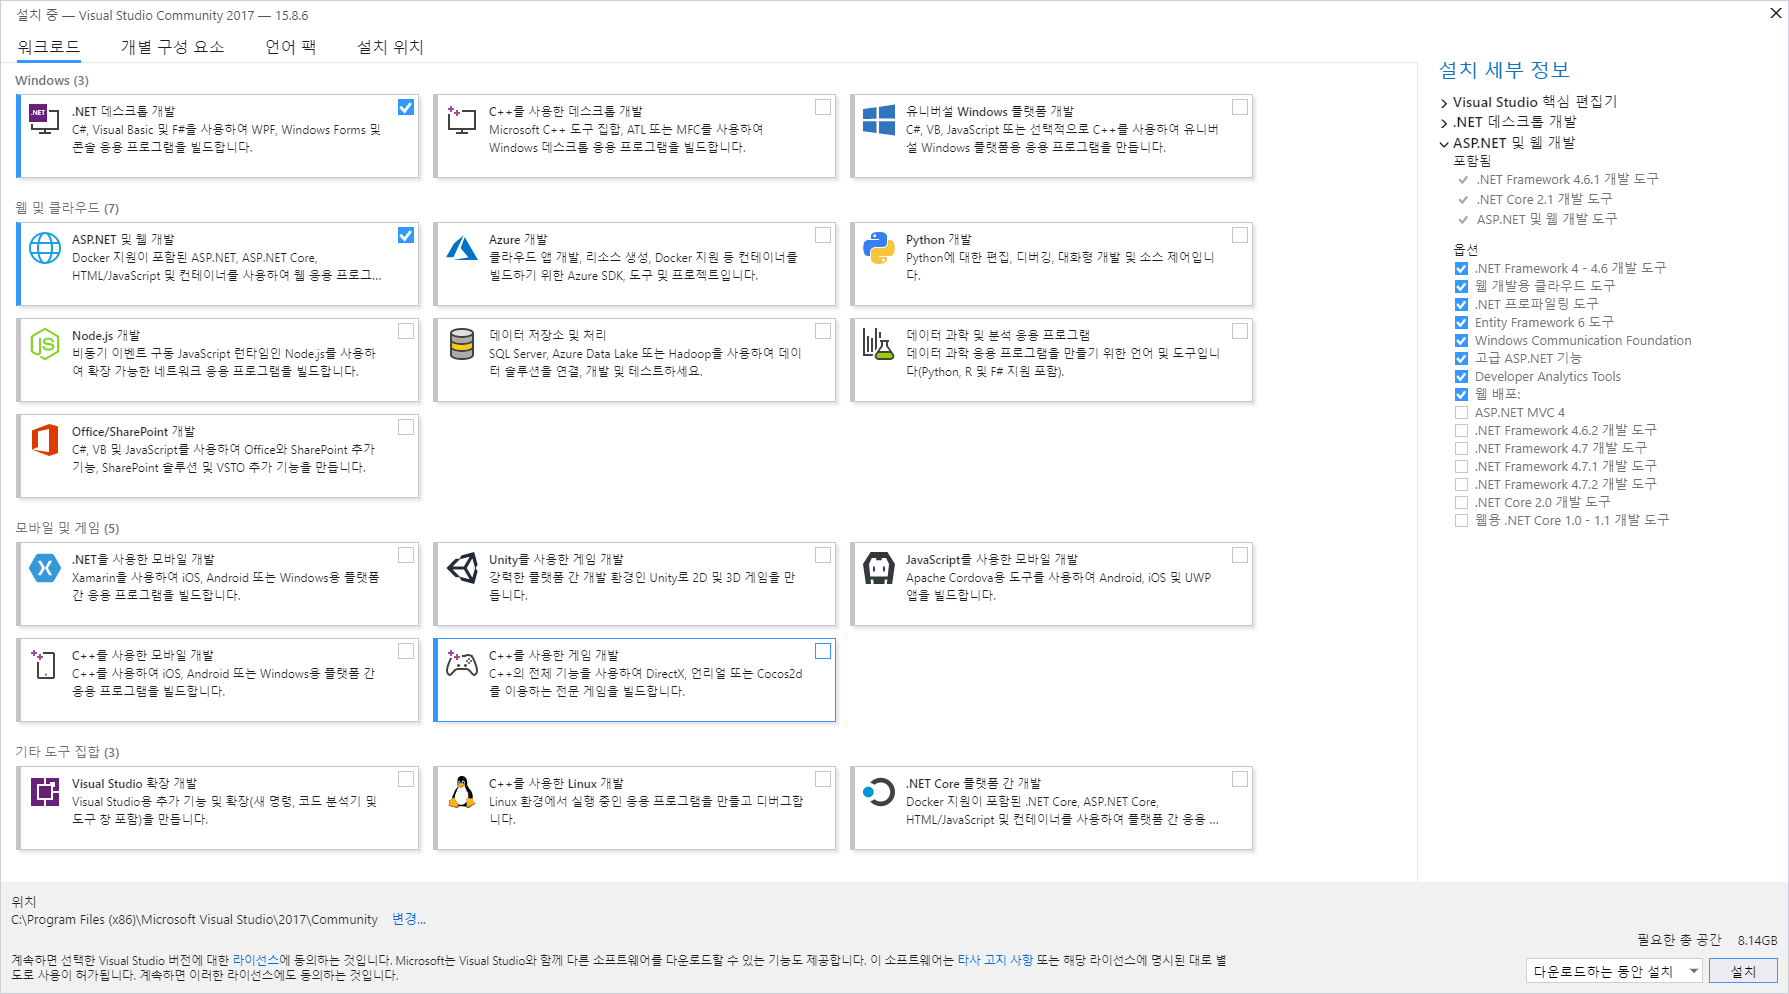 설치 중 — Visual Studio Community 2017 — 15.8.6
워크로드 개별 구성 요소 언어 팩 설치 위치
Windows (3)
.NET
.NET 데스크톱 개발
C#, Visual Basic 및 F#을 사용하여 WPF, Windows Forms 및
콘솔 응용 프로그램을 빌드합니다.
C++를 사용한 데스크톱 개발
Microsoft C++ 도구 집합, ATL 또는 MFC를 사용하여
Windows 데스크톱 응용 프로그램을 빌드합니다.
유니버설 Windows 플랫폼 개발
C#, VB, JavaScript 또는 선택적으로 C++를 사용하여 유니버
설 Windows 플랫폼용 응용 프로그램을 만듭니다.
웹 및 클라우드 (7)
ASP.NET 및 웹 개발
Docker 지원이 포함된 ASP.NET, ASP.NET Core,
HTML/JavaScript 및 컨테이너를 사용하여 웹 응용 프로그...
Azure 개발
클라우드 앱 개발, 리소스 생성, Docker 지원 등 컨테이너를
빌드하기 위한 Azure SDK, 도구 및 프로젝트입니다.
Python 개발
Python에 대한 편집, 디버깅, 대화형 개발 및 소스 제어입니
다.
JS
Node.js 개발
비동기 이벤트 구동 JavaScript 런타임인 Node.js를 사용하
여 확장 가능한 네트워크 응용 프로그램을 빌드합니다.
데이터 저장소 및 처리
SQL Server, Azure Data Lake 또는 Hadoop을 사용하여 데이
터 솔루션을 연결, 개발 및 테스트하세요.
데이터 과학 및 분석 응용 프로그램
데이터 과학 응용 프로그램을 만들기 위한 언어 및 도구입니
다(Python, R 및 F# 지원 포함).
Office/SharePoint 개발
C#, VB 및 JavaScript를 사용하여 Office와 SharePoint 추가
기능, SharePoint 솔루션 및 VSTO 추가 기능을 만듭니다.
모바일 및 게임 (5)
.NET을 사용한 모바일 개발
Xamarin을 사용하여 iOS, Android 또는 Windows용 플랫폼
간 응용 프로그램을 빌드합니다.
Unity를 사용한 게임 개발
강력한 플랫폼 간 개발 환경인 Unity로 2D 및 3D 게임을 만
듭니다.
JavaScript를 사용한 모바일 개발
Apache Cordova용 도구를 사용하여 Android, iOS 및 UWP
앱을 빌드합니다.
C++를 사용한 모바일 개발
C++를 사용하여 iOS, Android 또는 Windows용 플랫폼 간
응용 프로그램을 빌드합니다.
C++를 사용한 게임 개발
C++의 전체 기능을 사용하여 DirectX, 언리얼 또는 Cocos2d
를 이용하는 전문 게임을 빌드합니다.
기타 도구 집합 (3)
Visual Studio 확장 개발
Visual Studio용 추가 기능 및 확장(새 명령, 코드 분석기 및
도구 창 포함)을 만듭니다.
C++를 사용한 Linux 개발
Linux 환경에서 실행 중인 응용 프로그램을 만들고 디버그합
니다.
.NET Core 플랫폼 간 개발
Docker 지원이 포함된 .NET Core, ASP.NET Core,
HTML/JavaScript 및 컨테이너를 사용하여 플랫폼 간 응용 ...
설치 세부 정보
Visual Studio 핵심 편집기
.NET 데스크톱 개발
ASP.NET 및 웹 개발
포함됨
.NET Framework 4.6.1 개발 도구
.NET Core 2.1 개발 도구
ASP.NET 및 웹 개발 도구
옵션
.NET Framework 4 - 4.6 개발 도구
웹 개발용 클라우드 도구
.NET 프로파일링 도구
Entity Framework 6 도구
Windows Communication Foundation
고급 ASP.NET 기능
Developer Analytics Tools
웹 배포:
ASP.NET MVC 4
.NET Framework 4.6.2 개발 도구
.NET Framework 4.7 개발 도구
.NET Framework 4.7.1 개발 도구
.NET Framework 4.7.2 개발 도구
.NET Core 2.0 개발 도구
웹용 .NET Core 1.0 - 1.1 개발 도구
위치
C:\Program Files (x86)\Microsoft Visual Studio\2017\Community 변경...
필요한 총 공간 8.14GB
계속하면 선택한 Visual Studio 버전에 대한 라이선스에 동의하는 것입니다. Microsoft는 Visual Studio와 함께 다른 소프트웨어를 다운로드할 수 있는 기능도 제공합니다. 이 소프트웨어는 타사 고지 사항 또는 해당 라이선스에 명시된 대로 별
도로 사용이 허가됩니다. 계속하면 이러한 라이선스에도 동의하는 것입니다.
다운로드하는 동안 설치 설치